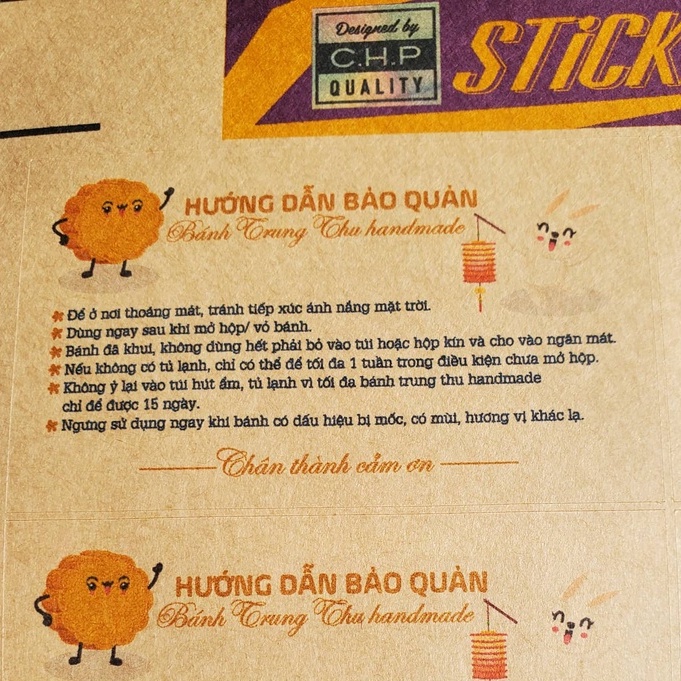 Designed by
C.H.P
QUALITY
STiCK
HƯỚNG DẪN BẢO QUẢN
Bánh Trung Thu handmade
Để ở nơi thoáng mát, tránh tiếp xúc ánh nắng mặt trời.
Dùng ngay sau khi mở hộp/ vỏ bánh.
Bánh đã khui, không dùng hết phải bỏ vào túi hoặc hộp kín và cho vào ngăn mát.
Nếu không có tủ lạnh, chỉ có thể để tối đa 1 tuần trong điều kiện chưa mở hộp.
Không ỷ lại vào túi hút ẩm, tủ lạnh vì tối đa bánh trung thu handmade
chỉ để được 15 ngày.
Ngưng sử dụng ngay khi bánh có dấu hiệu bị mốc, có mùi, hương vị khác lạ.
Chân thành cảm ơn
HƯỚNG DẪN BẢO QUẢN
Bánh Trung Thu handmade